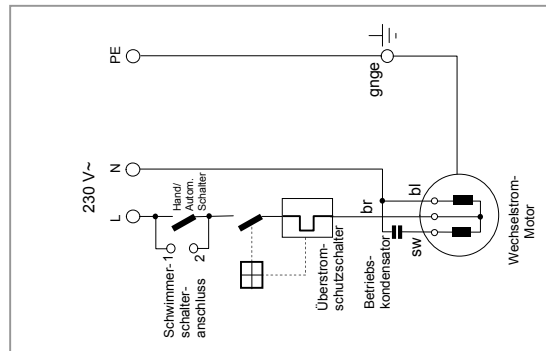 230 V~
PE
N
L
Hand/
Autom.
Schalter
1
2
Schwimmer-
schalter-
anschluss
Überstrom-
schutzschalter
Betriebs-
kondensator
gnge
br
bl
sw
Wechselstrom-
Motor